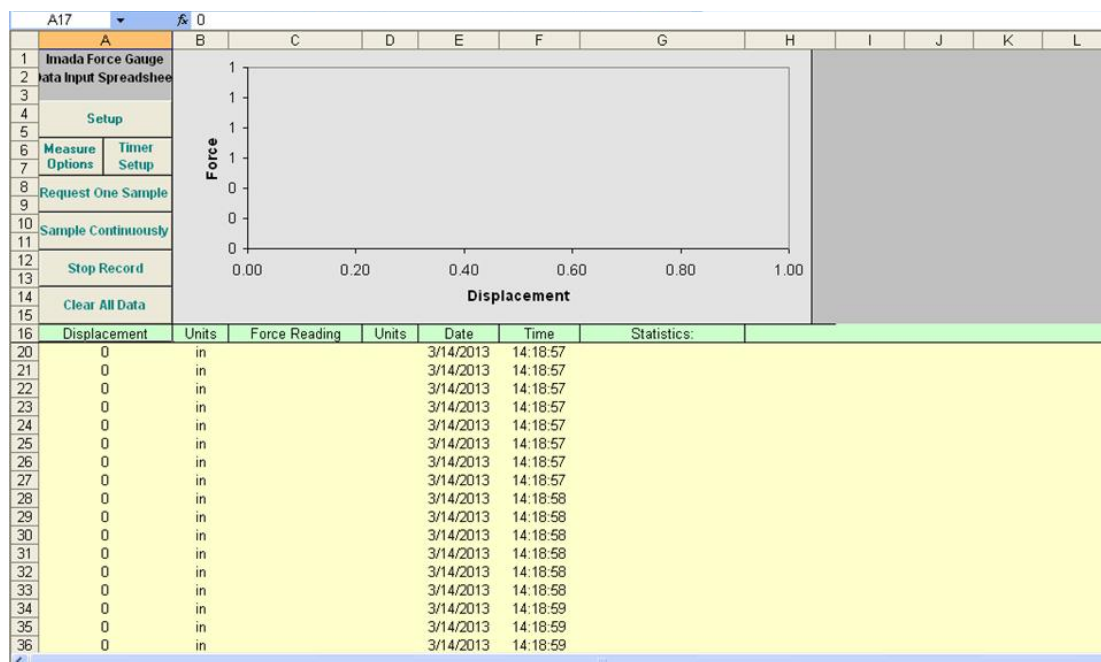 A17 fx 0
A B C D E F G H I J K L
1 Imada Force Gauge
2 ata Input Spreadshee
3
4 Setup
5
6 Measure Timer
7 Options Setup
8 Request One Sample
9
10 Sample Continuously
11
12 Stop Record
13
14 Clear All Data
15
Force
1
1
1
1
0
0
0
0.00 0.20 0.40 0.60 0.80 1.00
Displacement
16 Displacement Units Force Reading Units Date Time Statistics:
20 0 in 3/14/2013 14:18:57
21 0 in 3/14/2013 14:18:57
22 0 in 3/14/2013 14:18:57
23 0 in 3/14/2013 14:18:57
24 0 in 3/14/2013 14:18:57
25 0 in 3/14/2013 14:18:57
26 0 in 3/14/2013 14:18:57
27 0 in 3/14/2013 14:18:57
28 0 in 3/14/2013 14:18:58
29 0 in 3/14/2013 14:18:58
30 0 in 3/14/2013 14:18:58
31 0 in 3/14/2013 14:18:58
32 0 in 3/14/2013 14:18:58
33 0 in 3/14/2013 14:18:58
34 0 in 3/14/2013 14:18:59
35 0 in 3/14/2013 14:18:59
36 0 in 3/14/2013 14:18:59